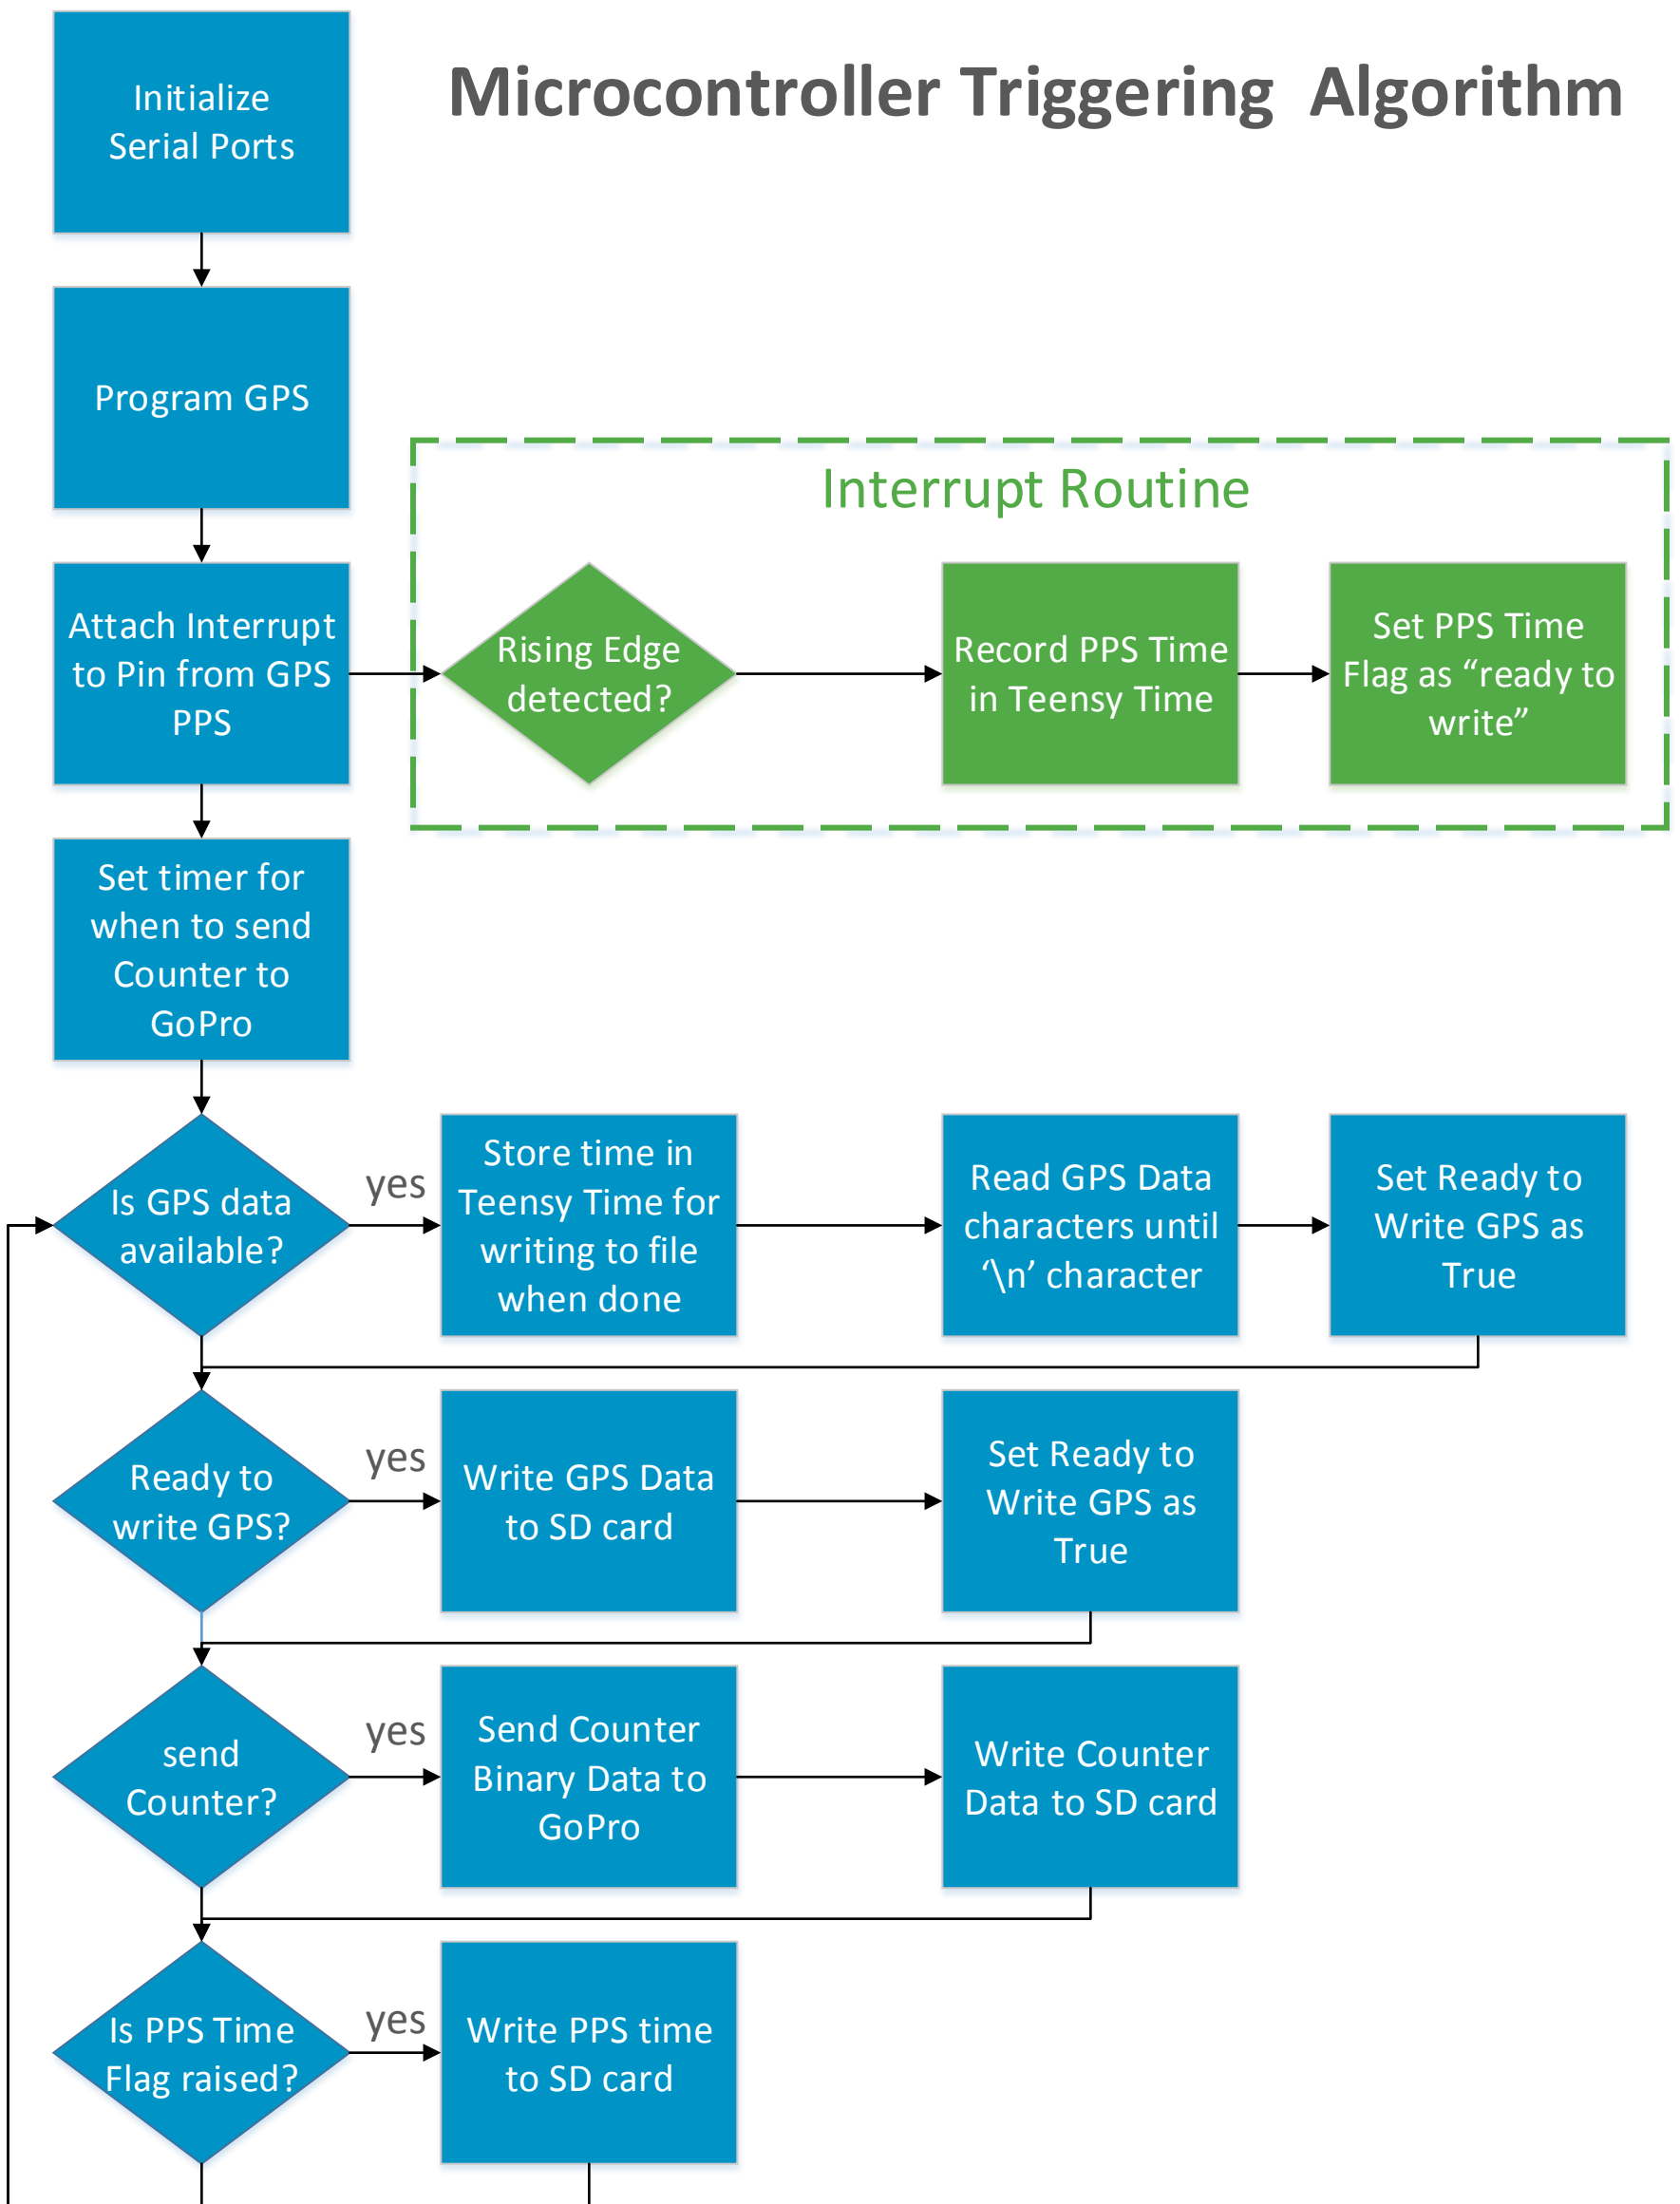 Microcontroller Triggering Algorithm
Initialize
Serial Ports
Program GPS
Attach Interrupt
to Pin from GPS
PPS
Interrupt Routine
Rising Edge
detected?
Record PPS Time
in Teensy Time
Set PPS Time
Flag as “ready to
write”
Set timer for
when to send
Counter to
GoPro
Is GPS data
available?
yes
Store time in
Teensy Time for
writing to file
when done
Read GPS Data
characters until
‘\n’ character
Set Ready to
Write GPS as
True
Ready to
write GPS?
yes
Write GPS Data
to SD card
Set Ready to
Write GPS as
True
send
Counter?
yes
Send Counter
Binary Data to
GoPro
Write Counter
Data to SD card
Is PPS Time
Flag raised?
yes
Write PPS time
to SD card